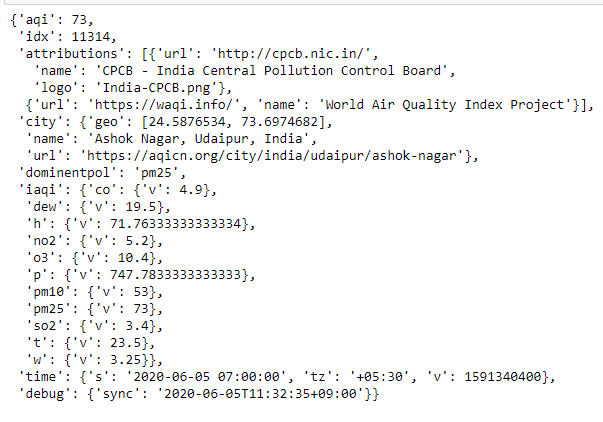 {'aqi': 73,
 'idx': 11314,
 'attributions': [{'url': 'http://cpcb.nic.in/',
   'name': 'CPCB - India Central Pollution Control Board',
   'logo': 'India-CPCB.png'},
  {'url': 'https://waqi.info/', 'name': 'World Air Quality Index Project'}],
 'city': {'geo': [24.5876534, 73.6974682],
  'name': 'Ashok Nagar, Udaipur, India',
  'url': 'https://aqicn.org/city/india/udaipur/ashok-nagar'},
 'dominentpol': 'pm25',
 'iaqi': {'co': {'v': 4.9},
  'dew': {'v': 19.5},
  'h': {'v': 71.76333333333334},
  'no2': {'v': 5.2},
  'o3': {'v': 10.4},
  'p': {'v': 747.7833333333333},
  'pm10': {'v': 53},
  'pm25': {'v': 73},
  'so2': {'v': 3.4},
  't': {'v': 23.5},
  'w': {'v': 3.25}},
 'time': {'s': '2020-06-05 07:00:00', 'tz': '+05:30', 'v': 1591340400},
 'debug': {'sync': '2020-06-05T11:32:35+09:00'}}